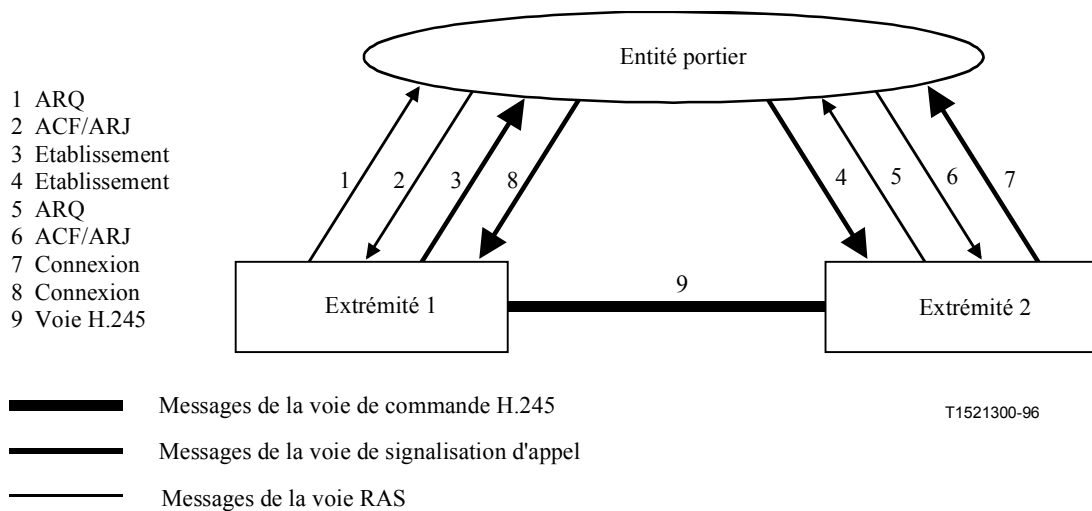 Entité portier
1 ARQ
2 ACF/ARJ
3 Etablissement
4 Etablissement
5 ARQ
6 ACF/ARJ
7 Connexion
8 Connexion
9 Voie H.245
1 2 3 8 4 5 6 7
9
Extrémité 1 Extrémité 2
Messages de la voie de commande H.245
T1521300-96
Messages de la voie de signalisation d'appel
Messages de la voie RAS